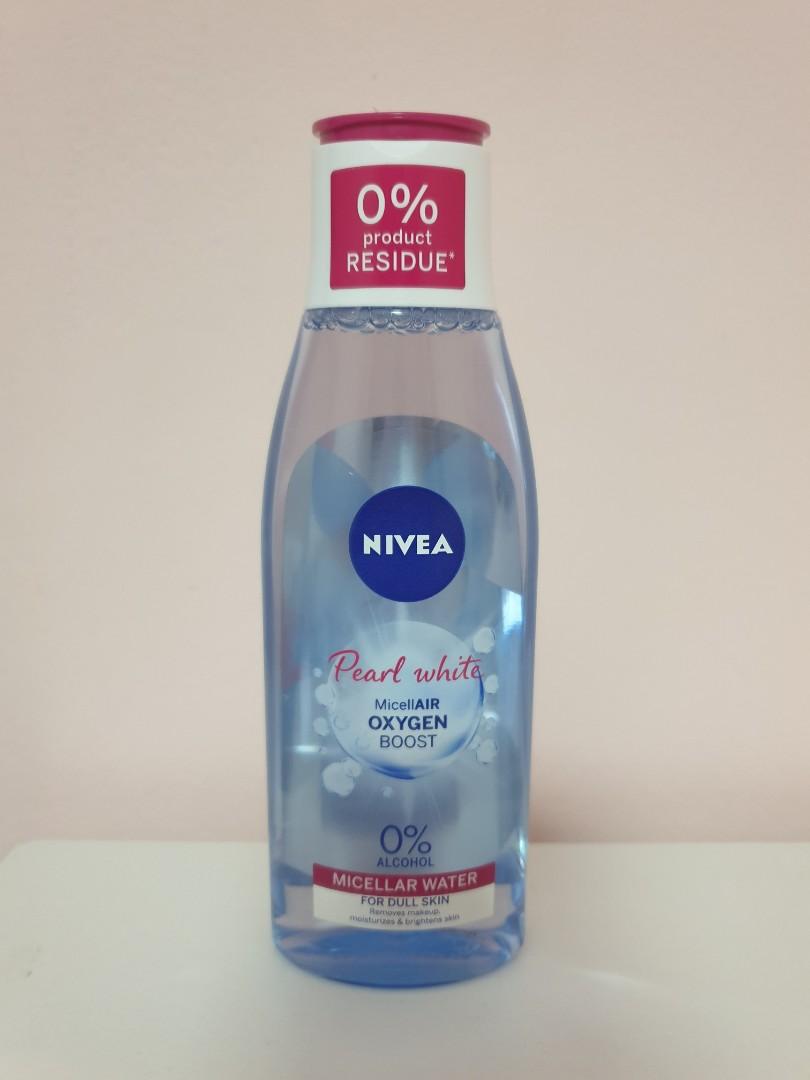 0%
product
RESIDUE*
NIVEA
Pearl white
MicellAIR
OXYGEN
BOOST
0%
ALCOHOL
MICELLAR WATER
FOR DULL SKIN
Removes makeup,
moisturizes & brightens skin